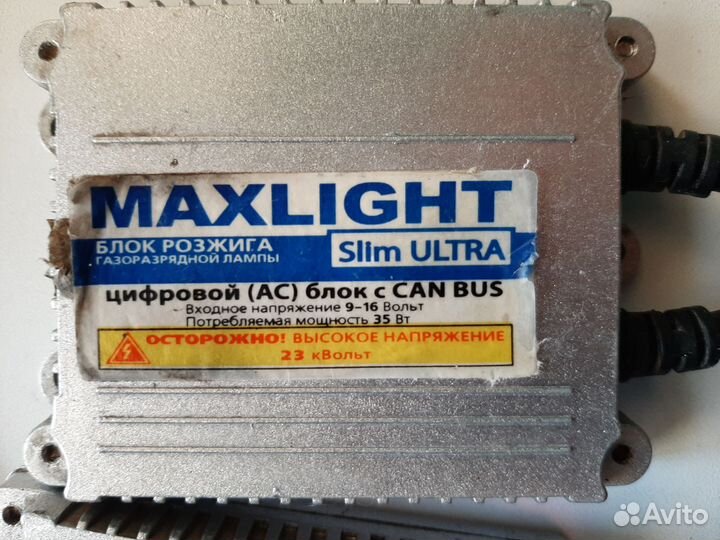 MAXLIGHT
БЛОК РОЗЖИГА
ГАЗОРАЗРЯДНОЙ ЛАМПЫ
Slim ULTRA
цифровой (AC) блок с CAN BUS
Входное напряжение 9-16 Вольт
Потребляемая мощность 35 Вт
ОСТОРОЖНО! ВЫСОКОЕ НАПРЯЖЕНИЕ
23 кВольт
Avito